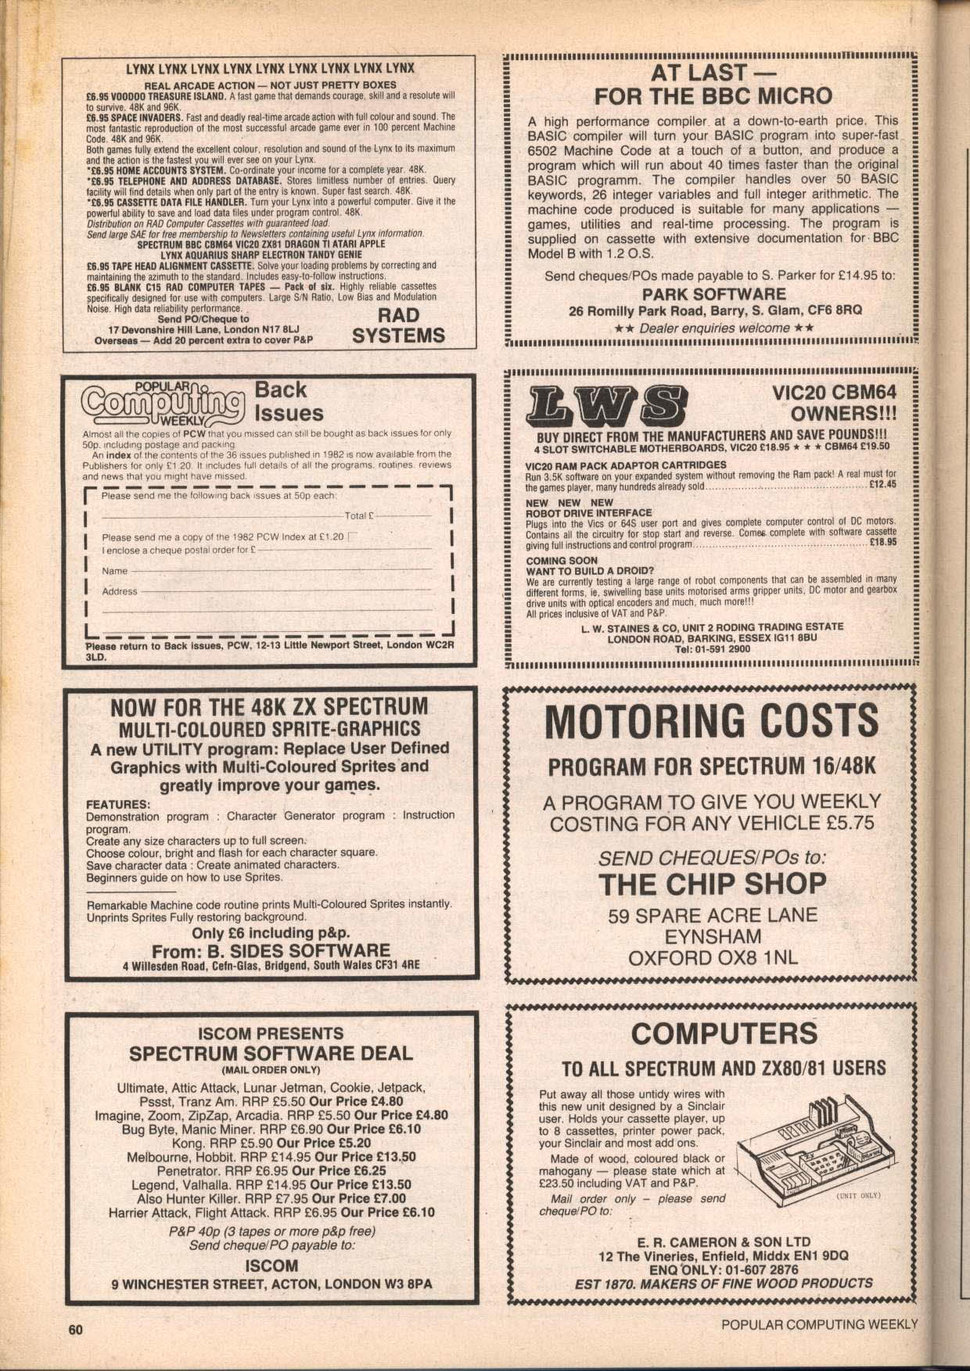 LYNX LYNX LYNX LYNX LYNX LYNX LYNX LYNX LYNX
REAL ARCADE ACTION — NOT JUST PRETTY BOXES
£6.95 VOODOO TREASURE ISLAND. A fast game that demands courage, skill and a resolute will
to survive. 48K and 96K.
£6.95 SPACE INVADERS. Fast and deadly real-time arcade action with full colour and sound. The
most fantastic reproduction of the most successful arcade game ever in 100 percent Machine
Code. 48K and 96K.
Both games fully extend the excellent colour, resolution and sound of the Lynx to its maximum
and the action is the fastest you will ever see on your Lynx.
*£6.95 HOME ACCOUNTS SYSTEM. Co-ordinate your income for a complete year. 48K.
*£6.95 TELEPHONE AND ADDRESS DATABASE. Stores limitless number of entries. Query
facility will find details when only part of the entry is known. Super fast search. 48K.
*£6.95 CASSETTE DATA FILE HANDLER. Turn your Lynx into a powerful computer. Give it the
powerful ability to save and load data files under program control. 48K.
Distribution on RAD Computer Cassettes with guaranteed load.
Send large SAE for free membership to Newsletters containing useful Lynx information.
SPECTRUM BBC CBM64 VIC20 ZX81 DRAGON TI ATARI APPLE
LYNX AQUARIUS SHARP ELECTRON TANDY GENIE
£6.95 TAPE HEAD ALIGNMENT CASSETTE. Solve your loading problems by correcting and
maintaining the azimuth to the standard. Includes easy-to-follow instructions.
£6.95 BLANK C15 RAD COMPUTER TAPES — Pack of six. Highly reliable cassettes
specifically designed for use with computers. Large S/N Ratio, Low Bias and Modulation
Noise. High data reliability performance.
Send PO/Cheque to
17 Devonshire Hill Lane, London N17 8LJ
Overseas — Add 20 percent extra to cover P&P
RAD
SYSTEMS
AT LAST —
FOR THE BBC MICRO
A high performance compiler at a down-to-earth price. This
BASIC compiler will turn your BASIC program into super-fast
6502 Machine Code at a touch of a button, and produce a
program which will run about 40 times faster than the original
BASIC programm. The compiler handles over 50 BASIC
keywords, 26 integer variables and full integer arithmetic. The
machine code produced is suitable for many applications —
games, utilities and real-time processing. The program is
supplied on cassette with extensive documentation for BBC
Model B with 1.2 O.S.
Send cheques/POs made payable to S. Parker for £14.95 to:
PARK SOFTWARE
26 Romilly Park Road, Barry, S. Glam, CF6 8RQ
★★ Dealer enquiries welcome ★★
POPULAR
Computing
WEEKLY
Back
Issues
Almost all the copies of PCW that you missed can still be bought as back issues for only
50p, including postage and packing
An index of the contents of the 36 issues published in 1982 is now available from the
Publishers for only £1.20. It includes full details of all the programs, routines, reviews
and news that you might have missed.
Please send me the following back issues at 50p each:
Total £
Please send me a copy of the 1982 PCW Index at £1.20
I enclose a cheque postal order for £
Name
Address
Please return to Back issues, PCW, 12-13 Little Newport Street, London WC2R
3LD.
LWS
VIC20 CBM64
OWNERS!!!
BUY DIRECT FROM THE MANUFACTURERS AND SAVE POUNDS!!!
4 SLOT SWITCHABLE MOTHERBOARDS, VIC20 £18.95 ★ ★ ★ CBM64 £19.50
VIC20 RAM PACK ADAPTOR CARTRIDGES
Run 3.5K software on your expanded system without removing the Ram pack! A real must for
the games player, many hundreds already sold..................................................£12.45
NEW NEW NEW
ROBOT DRIVE INTERFACE
Plugs into the Vics or 64S user port and gives complete computer control of DC motors.
Contains all the circuitry for stop start and reverse. Comes complete with software cassette
giving full instructions and control program......................................................£18.95
COMING SOON
WANT TO BUILD A DROID?
We are currently testing a large range of robot components that can be assembled in many
different forms, ie, swivelling base units motorised arms gripper units, DC motor and gearbox
drive units with optical encoders and much, much more!!!
All prices inclusive of VAT and P&P.
L. W. STAINES & CO, UNIT 2 RODING TRADING ESTATE
LONDON ROAD, BARKING, ESSEX IG11 8BU
Tel: 01-591 2900
NOW FOR THE 48K ZX SPECTRUM
MULTI-COLOURED SPRITE-GRAPHICS
A new UTILITY program: Replace User Defined
Graphics with Multi-Coloured Sprites and
greatly improve your games.
FEATURES:
Demonstration program : Character Generator program : Instruction
program.
Create any size characters up to full screen.
Choose colour, bright and flash for each character square.
Save character data : Create animated characters.
Beginners guide on how to use Sprites.
Remarkable Machine code routine prints Multi-Coloured Sprites instantly.
Unprints Sprites Fully restoring background.
Only £6 including p&p.
From: B. SIDES SOFTWARE
4 Willesden Road, Cefn-Glas, Bridgend, South Wales CF31 4RE
MOTORING COSTS
PROGRAM FOR SPECTRUM 16/48K
A PROGRAM TO GIVE YOU WEEKLY
COSTING FOR ANY VEHICLE £5.75
SEND CHEQUES/POs to:
THE CHIP SHOP
59 SPARE ACRE LANE
EYNSHAM
OXFORD OX8 1NL
ISCOM PRESENTS
SPECTRUM SOFTWARE DEAL
(MAIL ORDER ONLY)
Ultimate, Attic Attack, Lunar Jetman, Cookie, Jetpack,
Pssst, Tranz Am. RRP £5.50 Our Price £4.80
Imagine, Zoom, ZipZap, Arcadia. RRP £5.50 Our Price £4.80
Bug Byte, Manic Miner. RRP £6.90 Our Price £6.10
Kong. RRP £5.90 Our Price £5.20
Melbourne, Hobbit. RRP £14.95 Our Price £13.50
Penetrator. RRP £6.95 Our Price £6.25
Legend, Valhalla. RRP £14.95 Our Price £13.50
Also Hunter Killer. RRP £7.95 Our Price £7.00
Harrier Attack, Flight Attack. RRP £6.95 Our Price £6.10
P&P 40p (3 tapes or more p&p free)
Send cheque/PO payable to:
ISCOM
9 WINCHESTER STREET, ACTON, LONDON W3 8PA
COMPUTERS
TO ALL SPECTRUM AND ZX80/81 USERS
Put away all those untidy wires with
this new unit designed by a Sinclair
user. Holds your cassette player, up
to 8 cassettes, printer power pack,
your Sinclair and most add ons.
Made of wood, coloured black or
mahogany — please state which at
£23.50 including VAT and P&P.
Mail order only – please send
cheque/PO to:
(UNIT ONLY)
E. R. CAMERON & SON LTD
12 The Vineries, Enfield, Middx EN1 9DQ
ENQ ONLY: 01-607 2876
EST 1870. MAKERS OF FINE WOOD PRODUCTS
60
POPULAR COMPUTING WEEKLY